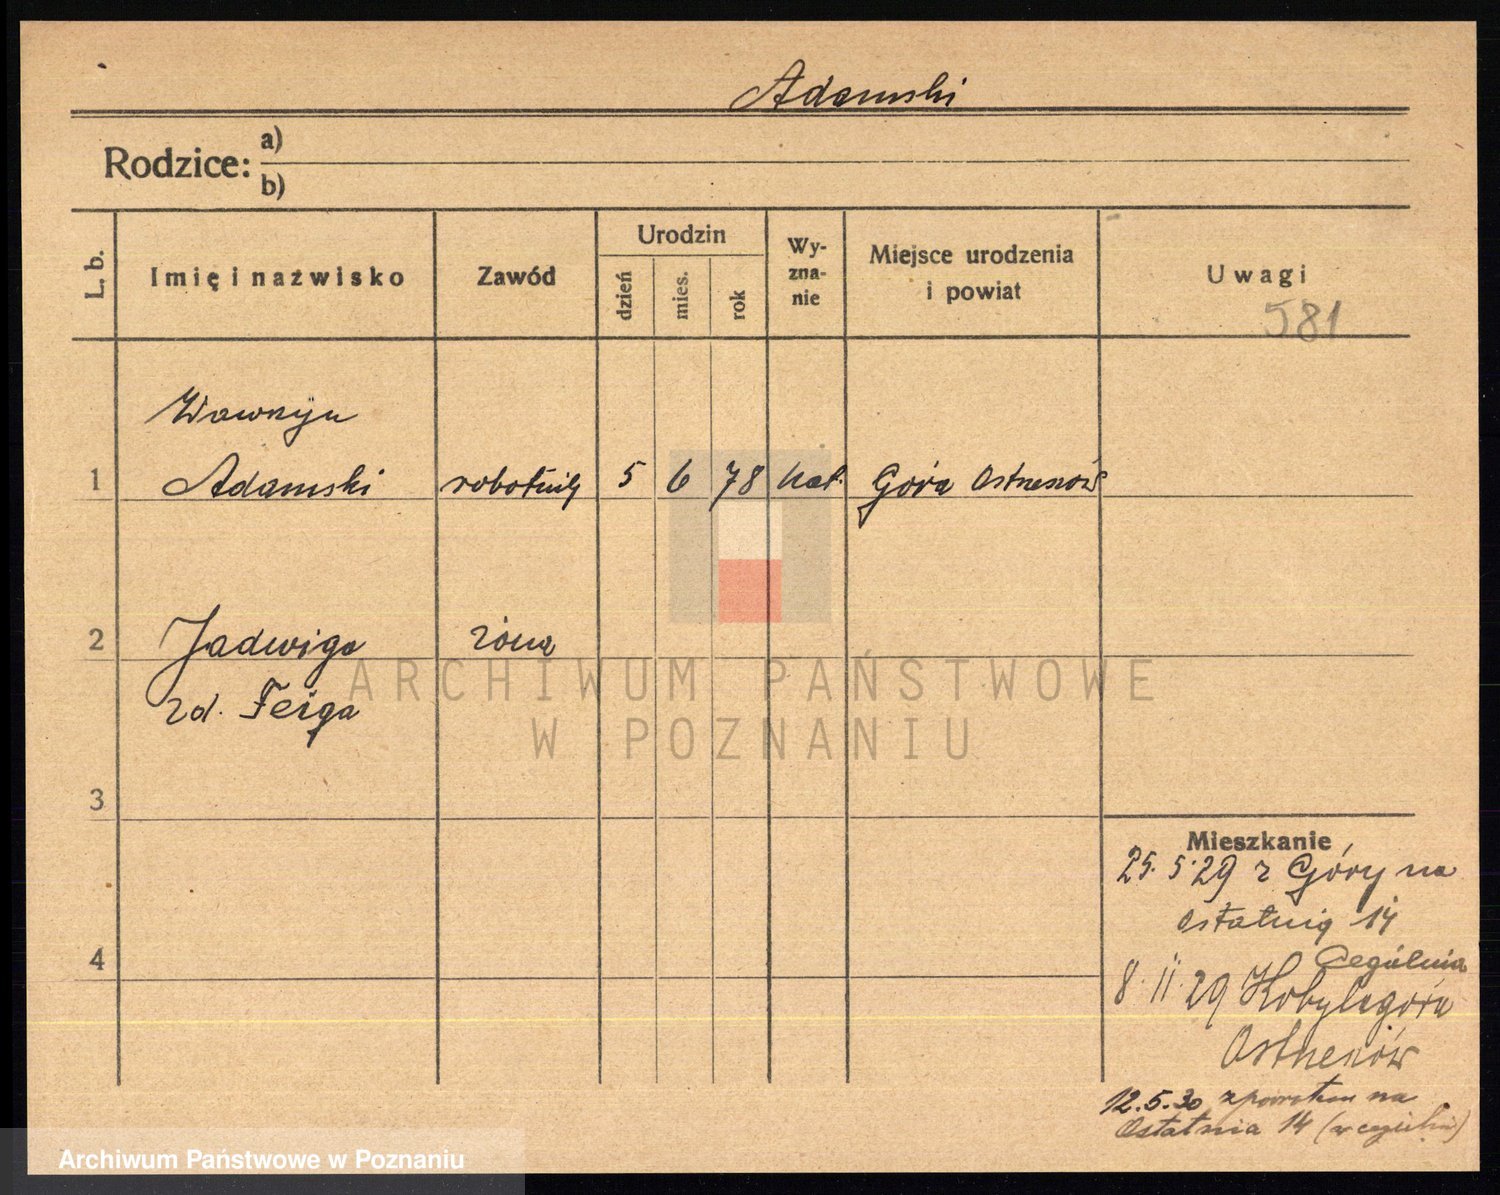 Adamski
Rodzice: a)
b)
L. b.
Imię i nazwisko
Zawód
Urodzin
dzień
mies.
rok
Wy-
zna-
nie
Miejsce urodzenia
i powiat
Uwagi
581
Wawrzyn
1 Adamski robotnik 5 6 78 kat. Góra Ostrzeszów
2 Jadwiga żona
zd. Feiga
3
4
Mieszkanie
25. 5. 29 z Góry na
Ostatnią 14
Cegielnia
8. 11. 29 Kobylagóra
Ostrzeszów
12. 5. 30 z powrotem na
Ostatnia 14
ARCHIWUM PAŃSTWOWE
W POZNANIU
Archiwum Państwowe w Poznaniu